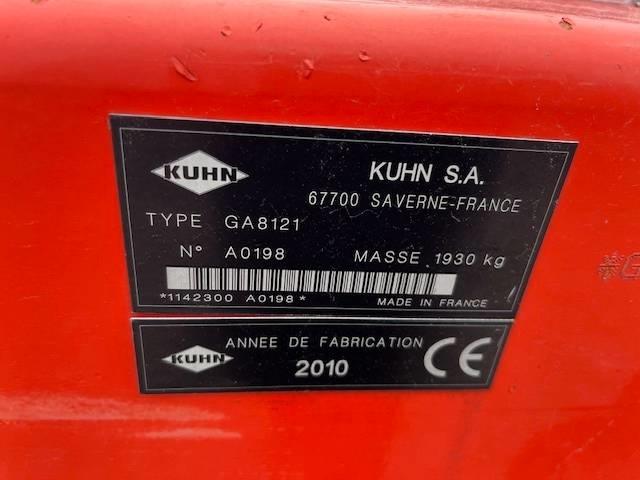 KUHN
KUHN S.A.
67700 SAVERNE-FRANCE
TYPE GA8121
N° A0198 MASSE 1930 kg
*1142300 A0198*
MADE IN FRANCE
KUHN
ANNEE DE FABRICATION
2010
CE